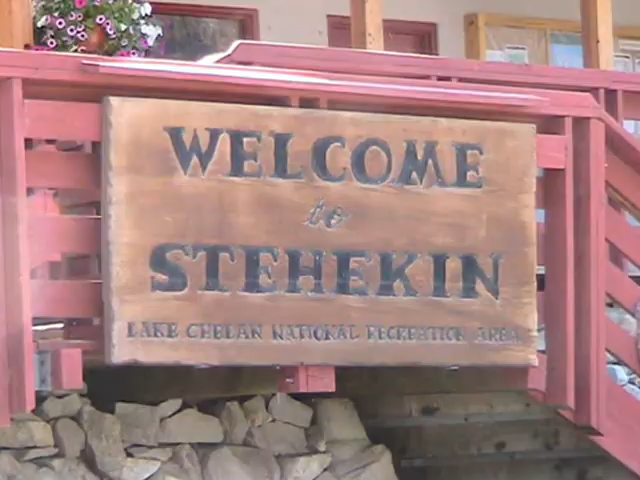 WELCOME
to
STEHEKIN
LAKE CHELAN NATIONAL RECREATION AREA